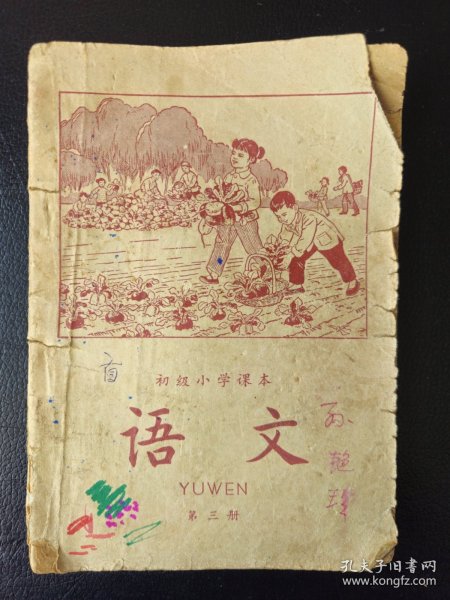 初级小学课本
语文
YUWEN
第三册
孔夫子旧书网
www.kongfz.com